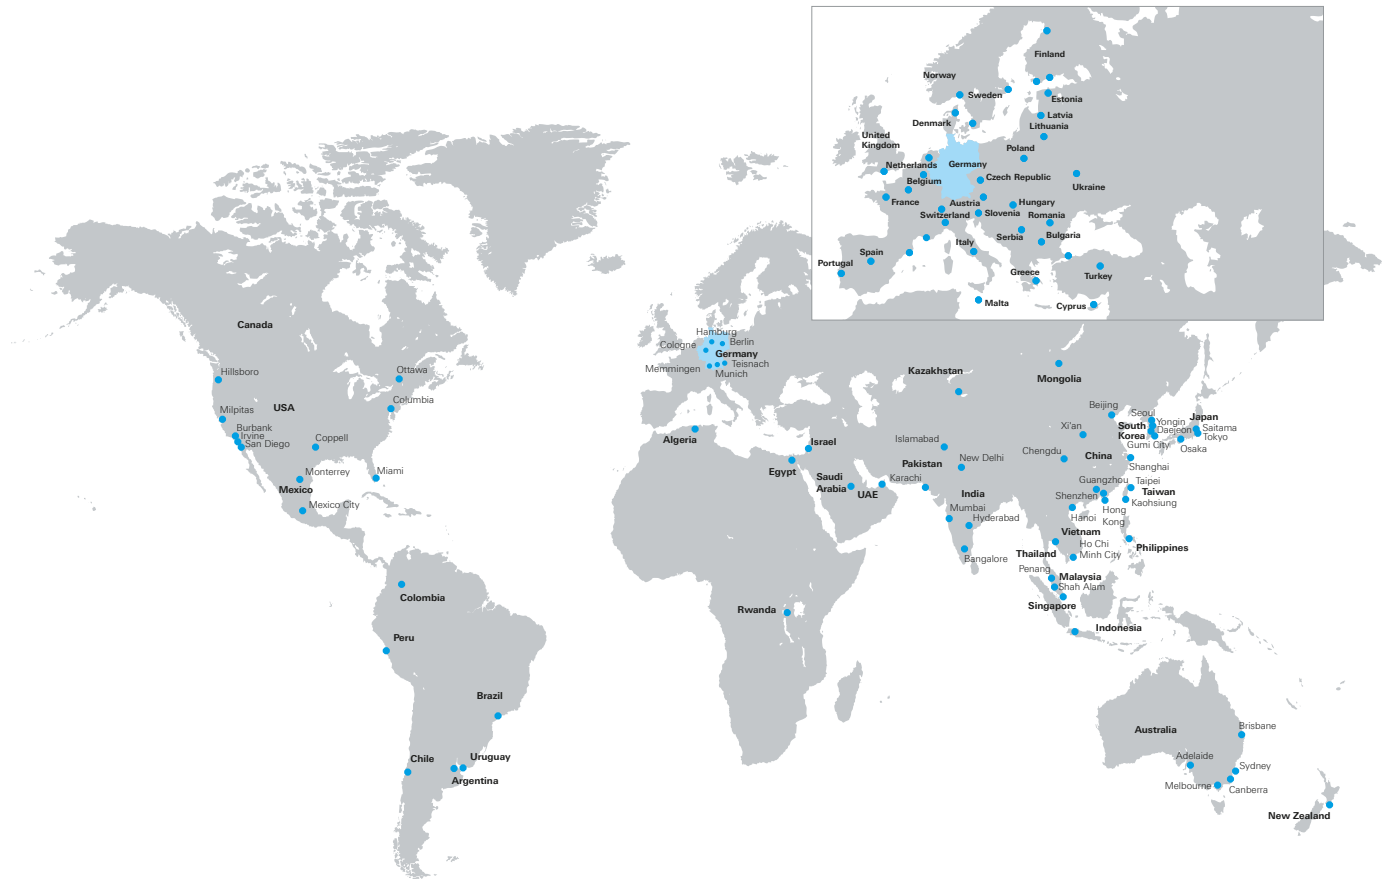 Finland
Norway
Sweden
Estonia
Latvia
Denmark
Lithuania
United
Kingdom
Poland
Netherlands
Germany
Belgium
Czech Republic
Ukraine
France
Austria
Hungary
Switzerland
Slovenia
Romania
Serbia
Bulgaria
Italy
Spain
Portugal
Greece
Turkey
Malta
Cyprus
Canada
Hillsboro
Ottawa
Columbia
Milpitas
USA
Burbank
Irvine
San Diego
Coppell
Monterrey
Miami
Mexico
Mexico City
Hamburg
Cologne
Berlin
Germany
Memmingen
Teisnach
Munich
Kazakhstan
Mongolia
Beijing
Seoul
Yongin
South
Korea
Daejeon
Gumi City
Japan
Saitama
Tokyo
Osaka
Xi'an
Chengdu
China
Shanghai
Algeria
Israel
Egypt
Saudi
Arabia
UAE
Islamabad
Pakistan
New Delhi
Karachi
India
Mumbai
Hyderabad
Bangalore
Guangzhou
Shenzhen
Hong
Kong
Taipei
Taiwan
Kaohsiung
Hanoi
Vietnam
Ho Chi
Minh City
Thailand
Philippines
Penang
Malaysia
Shah Alam
Singapore
Indonesia
Colombia
Rwanda
Peru
Brazil
Chile
Uruguay
Argentina
Australia
Brisbane
Adelaide
Sydney
Melbourne
Canberra
New Zealand